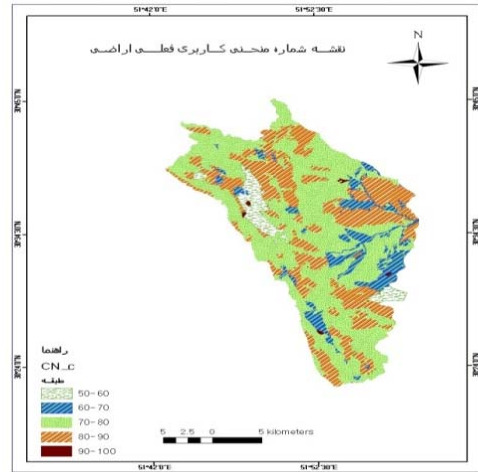 51°42'0"E 51°52'30"E
نقشه شماره منحنی کاربری فعلی اراضی
N
راهنما
CN_c
طبقه
50-60
60-70
70-80
80-90
90-100
5 2.5 0 5 kilometers
51°42'0"E 51°52'30"E